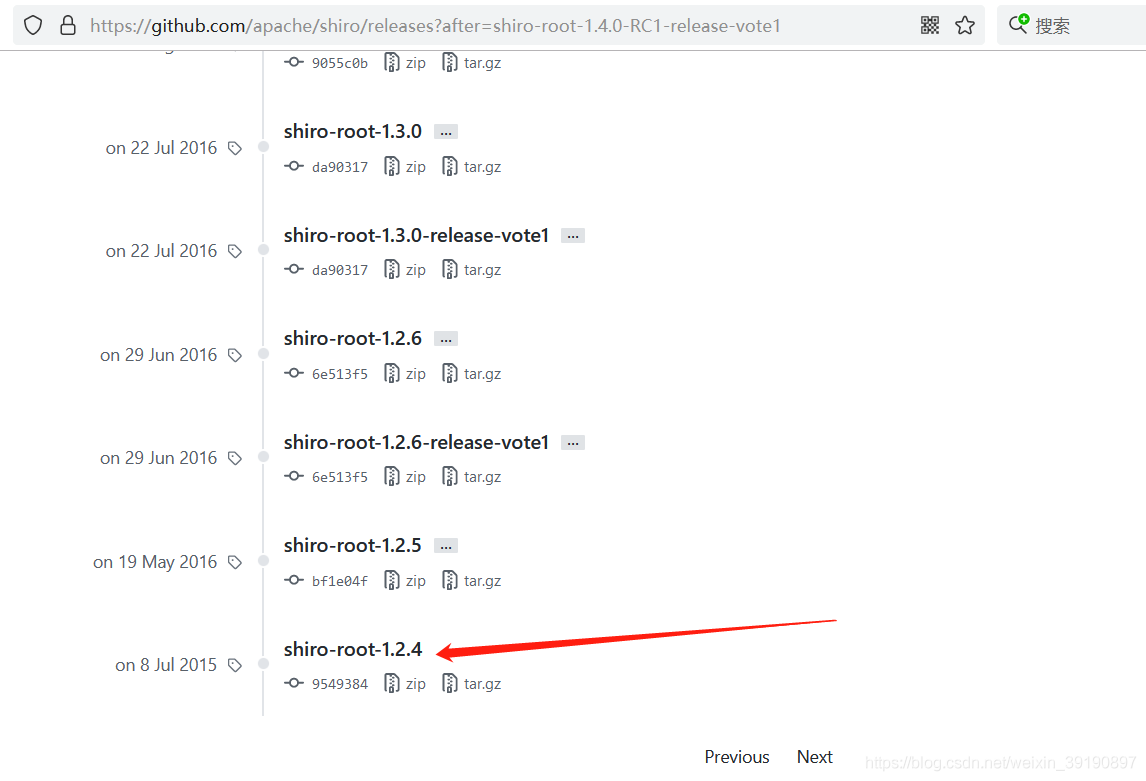 https://github.com/apache/shiro/releases?after=shiro-root-1.4.0-RC1-release-vote1 搜索
9055c0b zip tar.gz
shiro-root-1.3.0 ...
on 22 Jul 2016
da90317 zip tar.gz
shiro-root-1.3.0-release-vote1 ...
on 22 Jul 2016
da90317 zip tar.gz
shiro-root-1.2.6 ...
on 29 Jun 2016
6e513f5 zip tar.gz
shiro-root-1.2.6-release-vote1 ...
on 29 Jun 2016
6e513f5 zip tar.gz
shiro-root-1.2.5 ...
on 19 May 2016
bf1e04f zip tar.gz
shiro-root-1.2.4
on 8 Jul 2015
9549384 zip tar.gz
Previous Next
https://blog.csdn.net/weixin_39190897